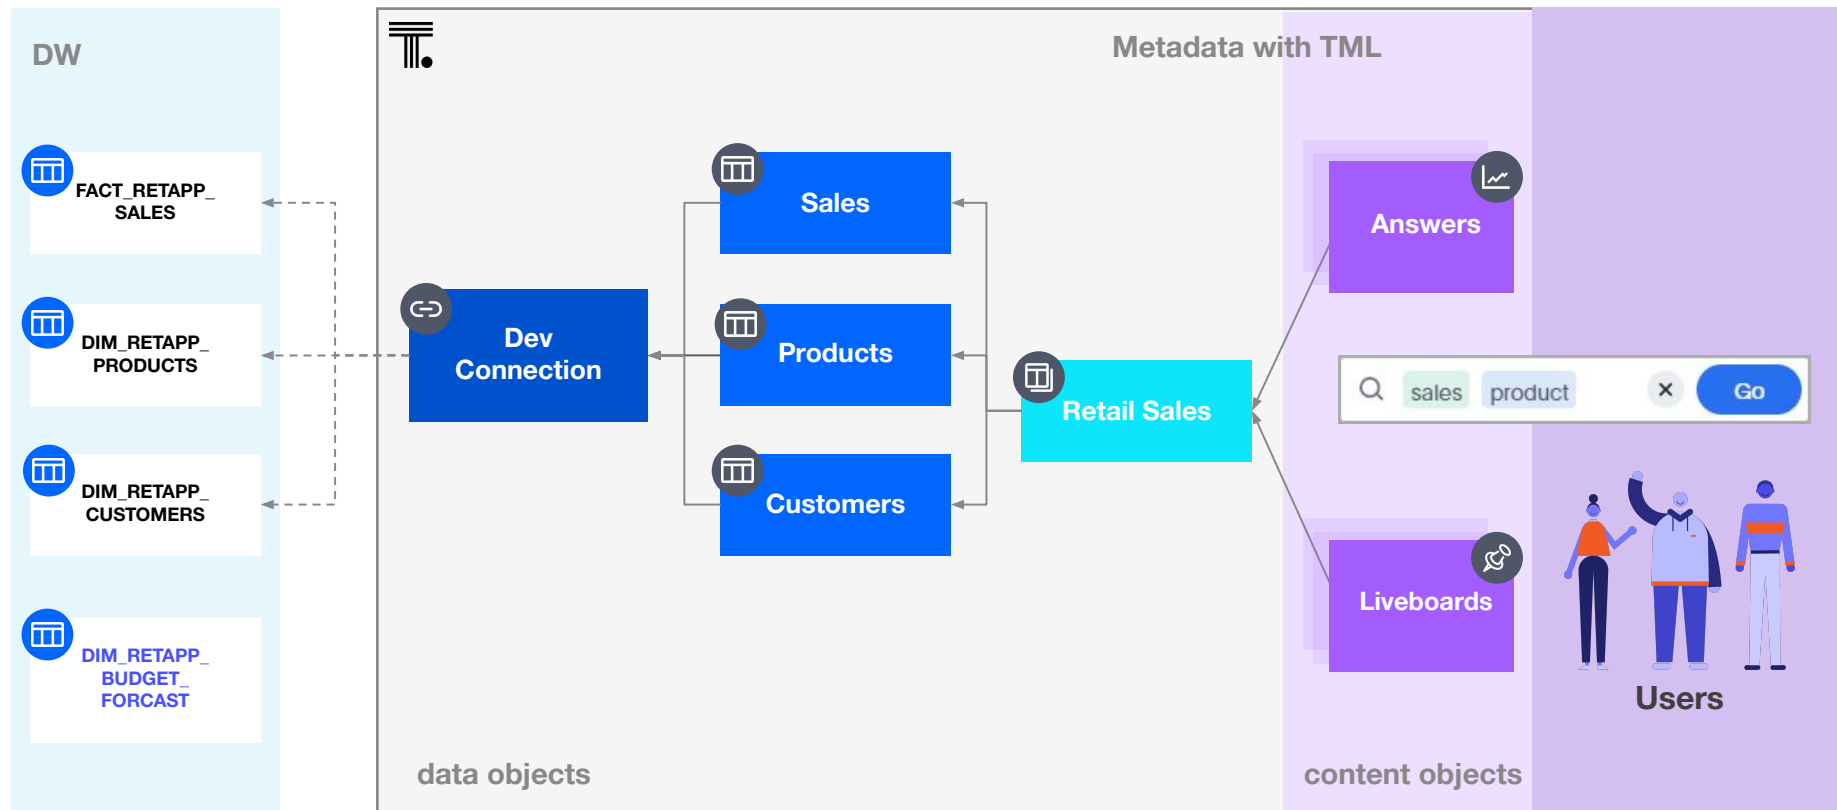 DW
FACT_RETAPP_
SALES
DIM_RETAPP_
PRODUCTS
DIM_RETAPP_
CUSTOMERS
DIM_RETAPP_
BUDGET_
FORCAST
Metadata with TML
Dev
Connection
Sales
Products
Customers
Retail Sales
Answers
sales product Go
Liveboards
Users
data objects
content objects